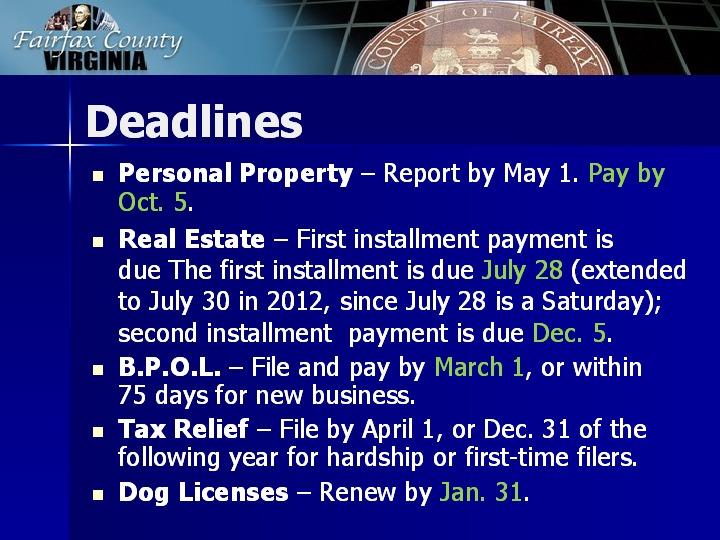 Fairfax County
VIRGINIA
COUNTY OF FAIRFAX
Deadlines
Personal Property – Report by May 1. Pay by
Oct. 5.
Real Estate – First installment payment is
due The first installment is due July 28 (extended
to July 30 in 2012, since July 28 is a Saturday);
second installment  payment is due Dec. 5.
B.P.O.L. – File and pay by March 1, or within
75 days for new business.
Tax Relief – File by April 1, or Dec. 31 of the
following year for hardship or first-time filers.
Dog Licenses – Renew by Jan. 31.